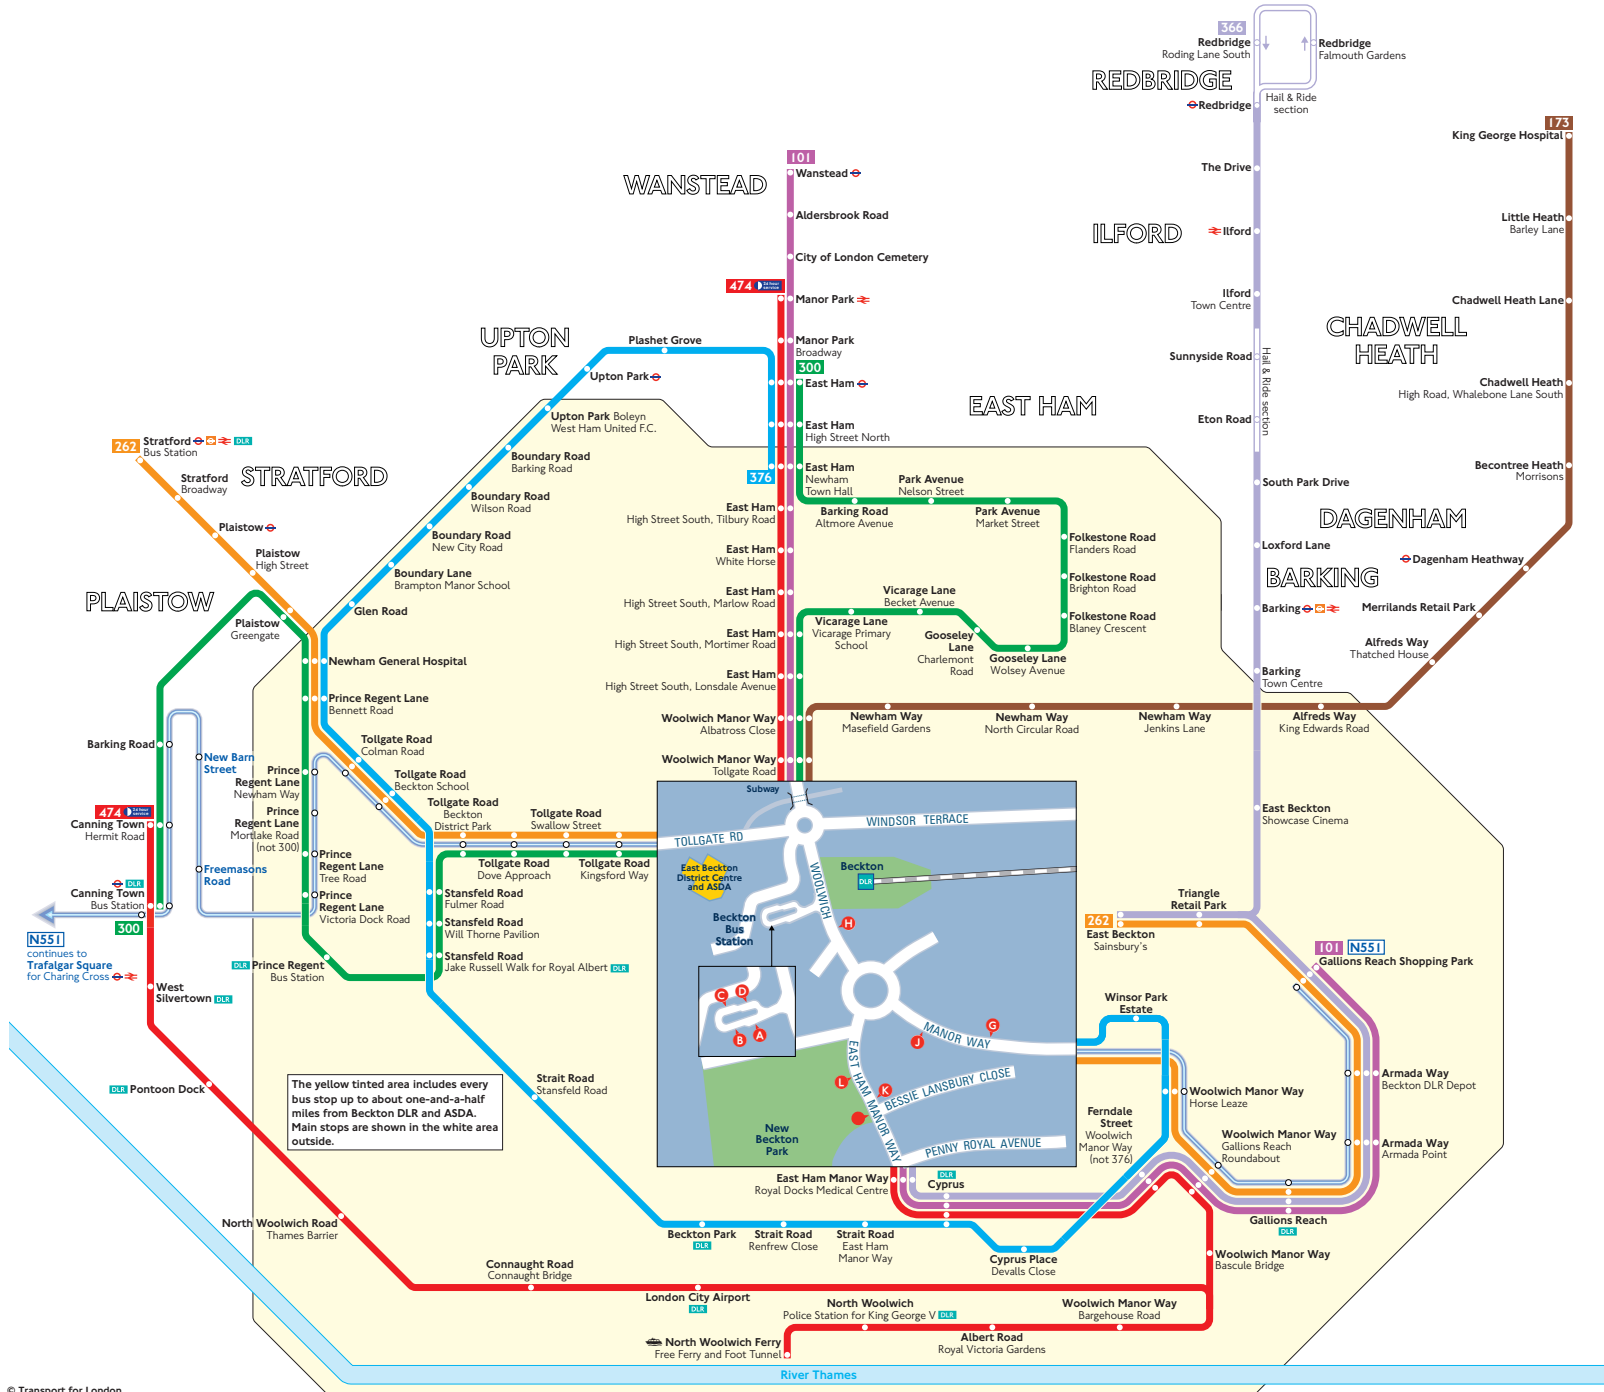 366
Redbridge
Roding Lane South
Redbridge
Falmouth Gardens
REDBRIDGE
Redbridge
Hail & Ride
section
173
King George Hospital
101
WANSTEAD
Wanstead
The Drive
Aldersbrook Road
Little Heath
Barley Lane
ILFORD
Ilford
City of London Cemetery
474
24 hour
service
Manor Park
Ilford
Town Centre
Chadwell Heath Lane
UPTON
PARK
Plashet Grove
Manor Park
Broadway
CHADWELL
HEATH
Sunnyside Road
Hail & Ride section
300
Upton Park
East Ham
Chadwell Heath
High Road, Whalebone Lane South
EAST HAM
Upton Park Boleyn
West Ham United F.C.
East Ham
High Street North
Eton Road
262
Stratford
DLR
Bus Station
STRATFORD
Boundary Road
Barking Road
376
East Ham
Newham
Town Hall
Becontree Heath
Morrisons
Stratford
Broadway
Park Avenue
Nelson Street
South Park Drive
Boundary Road
Wilson Road
East Ham
High Street South, Tilbury Road
Barking Road
Altmore Avenue
Park Avenue
Market Street
DAGENHAM
Plaistow
Boundary Road
New City Road
Folkestone Road
Flanders Road
Loxford Lane
Plaistow
High Street
East Ham
White Horse
Dagenham Heathway
Boundary Lane
Brampton Manor School
Folkestone Road
Brighton Road
BARKING
PLAISTOW
East Ham
High Street South, Marlow Road
Vicarage Lane
Becket Avenue
Barking
Merrilands Retail Park
Glen Road
Plaistow
Greengate
Vicarage Lane
Vicarage Primary
School
Folkestone Road
Blaney Crescent
East Ham
High Street South, Mortimer Road
Gooseley
Lane
Charlemont
Road
Alfreds Way
Thatched House
Newham General Hospital
Gooseley Lane
Wolsey Avenue
East Ham
High Street South, Lonsdale Avenue
Barking
Town Centre
Prince Regent Lane
Bennett Road
Woolwich Manor Way
Albatross Close
Newham Way
Masefield Gardens
Newham Way
North Circular Road
Newham Way
Jenkins Lane
Alfreds Way
King Edwards Road
Barking Road
Tollgate Road
Colman Road
New Barn
Street
Woolwich Manor Way
Tollgate Road
Prince
Regent Lane
Newham Way
Tollgate Road
Beckton School
Subway
474
24 hour
service
Canning Town
Hermit Road
Prince
Regent Lane
Mortlake Road
(not 300)
Tollgate Road
Beckton
District Park
Tollgate Road
Swallow Street
TOLLGATE RD
WINDSOR TERRACE
East Beckton
Showcase Cinema
Freemasons
Road
Prince
Regent Lane
Tree Road
Tollgate Road
Dove Approach
Tollgate Road
Kingsford Way
East Beckton
District Centre
and ASDA
WOOLWICH
Beckton
DLR
DLR
Canning Town
Bus Station
Prince
Regent Lane
Victoria Dock Road
Stansfeld Road
Fulmer Road
Triangle
Retail Park
300
Stansfeld Road
Will Thorne Pavilion
Beckton
Bus
Station
H
262
East Beckton
Sainsbury's
N551
continues to
Trafalgar Square
for Charing Cross
DLR Prince Regent
Bus Station
Stansfeld Road
Jake Russell Walk for Royal Albert DLR
101
N551
Gallions Reach Shopping Park
West
Silvertown DLR
C
D
B
A
Winsor Park
Estate
MANOR WAY
G
J
DLR Pontoon Dock
The yellow tinted area includes every
bus stop up to about one-and-a-half
miles from Beckton DLR and ASDA.
Main stops are shown in the white area
outside.
Strait Road
Stansfeld Road
EAST HAM MANOR WAY
L
K
BESSIE LANSBURY CLOSE
Armada Way
Beckton DLR Depot
Woolwich Manor Way
Horse Leaze
Ferndale
Street
Woolwich
Manor Way
(not 376)
New
Beckton
Park
PENNY ROYAL AVENUE
Woolwich Manor Way
Gallions Reach
Roundabout
Armada Way
Armada Point
East Ham Manor Way
Royal Docks Medical Centre
DLR
Cyprus
North Woolwich Road
Thames Barrier
Beckton Park
DLR
Strait Road
Renfrew Close
Strait Road
East Ham
Manor Way
Gallions Reach
DLR
Cyprus Place
Devalls Close
Woolwich Manor Way
Bascule Bridge
Connaught Road
Connaught Bridge
London City Airport
DLR
North Woolwich
Police Station for King George V DLR
Woolwich Manor Way
Bargehouse Road
North Woolwich Ferry
Free Ferry and Foot Tunnel
Albert Road
Royal Victoria Gardens
River Thames
© Transport for London